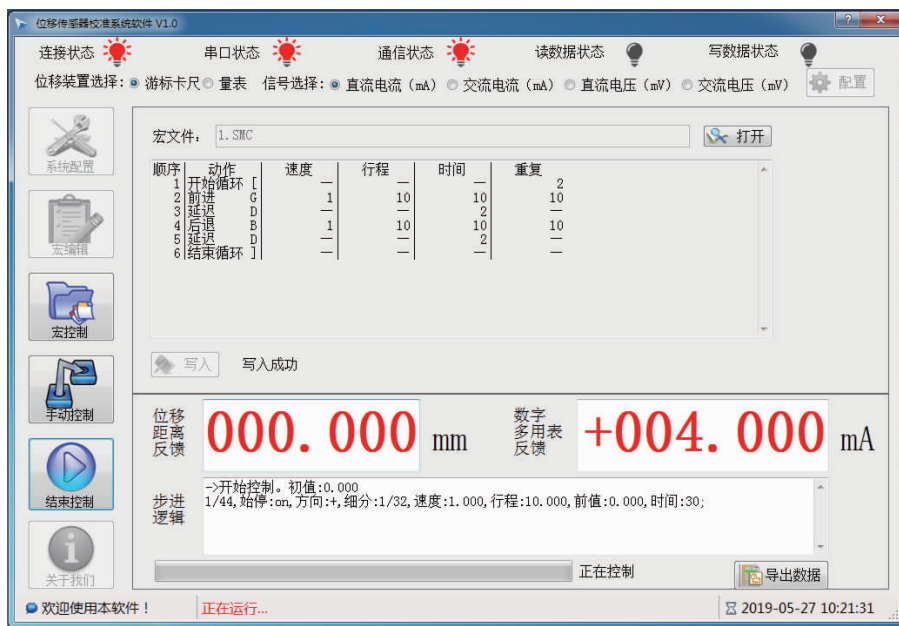 位移传感器校准系统软件 V1.0
连接状态 串口状态 通信状态 读数据状态 写数据状态
位移装置选择: 游标卡尺 量表 信号选择: 直流电流 (mA) 交流电流 (mA) 直流电压 (mV) 交流电压 (mV) 配置
系统配置
宏编辑
宏控制
手动控制
结束控制
关于我们
宏文件: 1.SMC 打开
顺序 动作 速度 行程 时间 重复
1 开始循环 [ — — — 2
2 前进 G 1 10 10 10
3 延迟 D — — 2 —
4 后退 B 1 10 10 10
5 延迟 D — — 2 —
6 结束循环 ] — — — —
写入 写入成功
位移
距离
反馈
000.000 mm
数字
多用表
反馈
+004.000 mA
步进
逻辑
->开始控制。初值:0.000
1/44,始停:on,方向:+,细分:1/32,速度:1.000,行程:10.000,前值:0.000,时间:30;
正在控制
导出数据
欢迎使用本软件! 正在运行... 2019-05-27 10:21:31